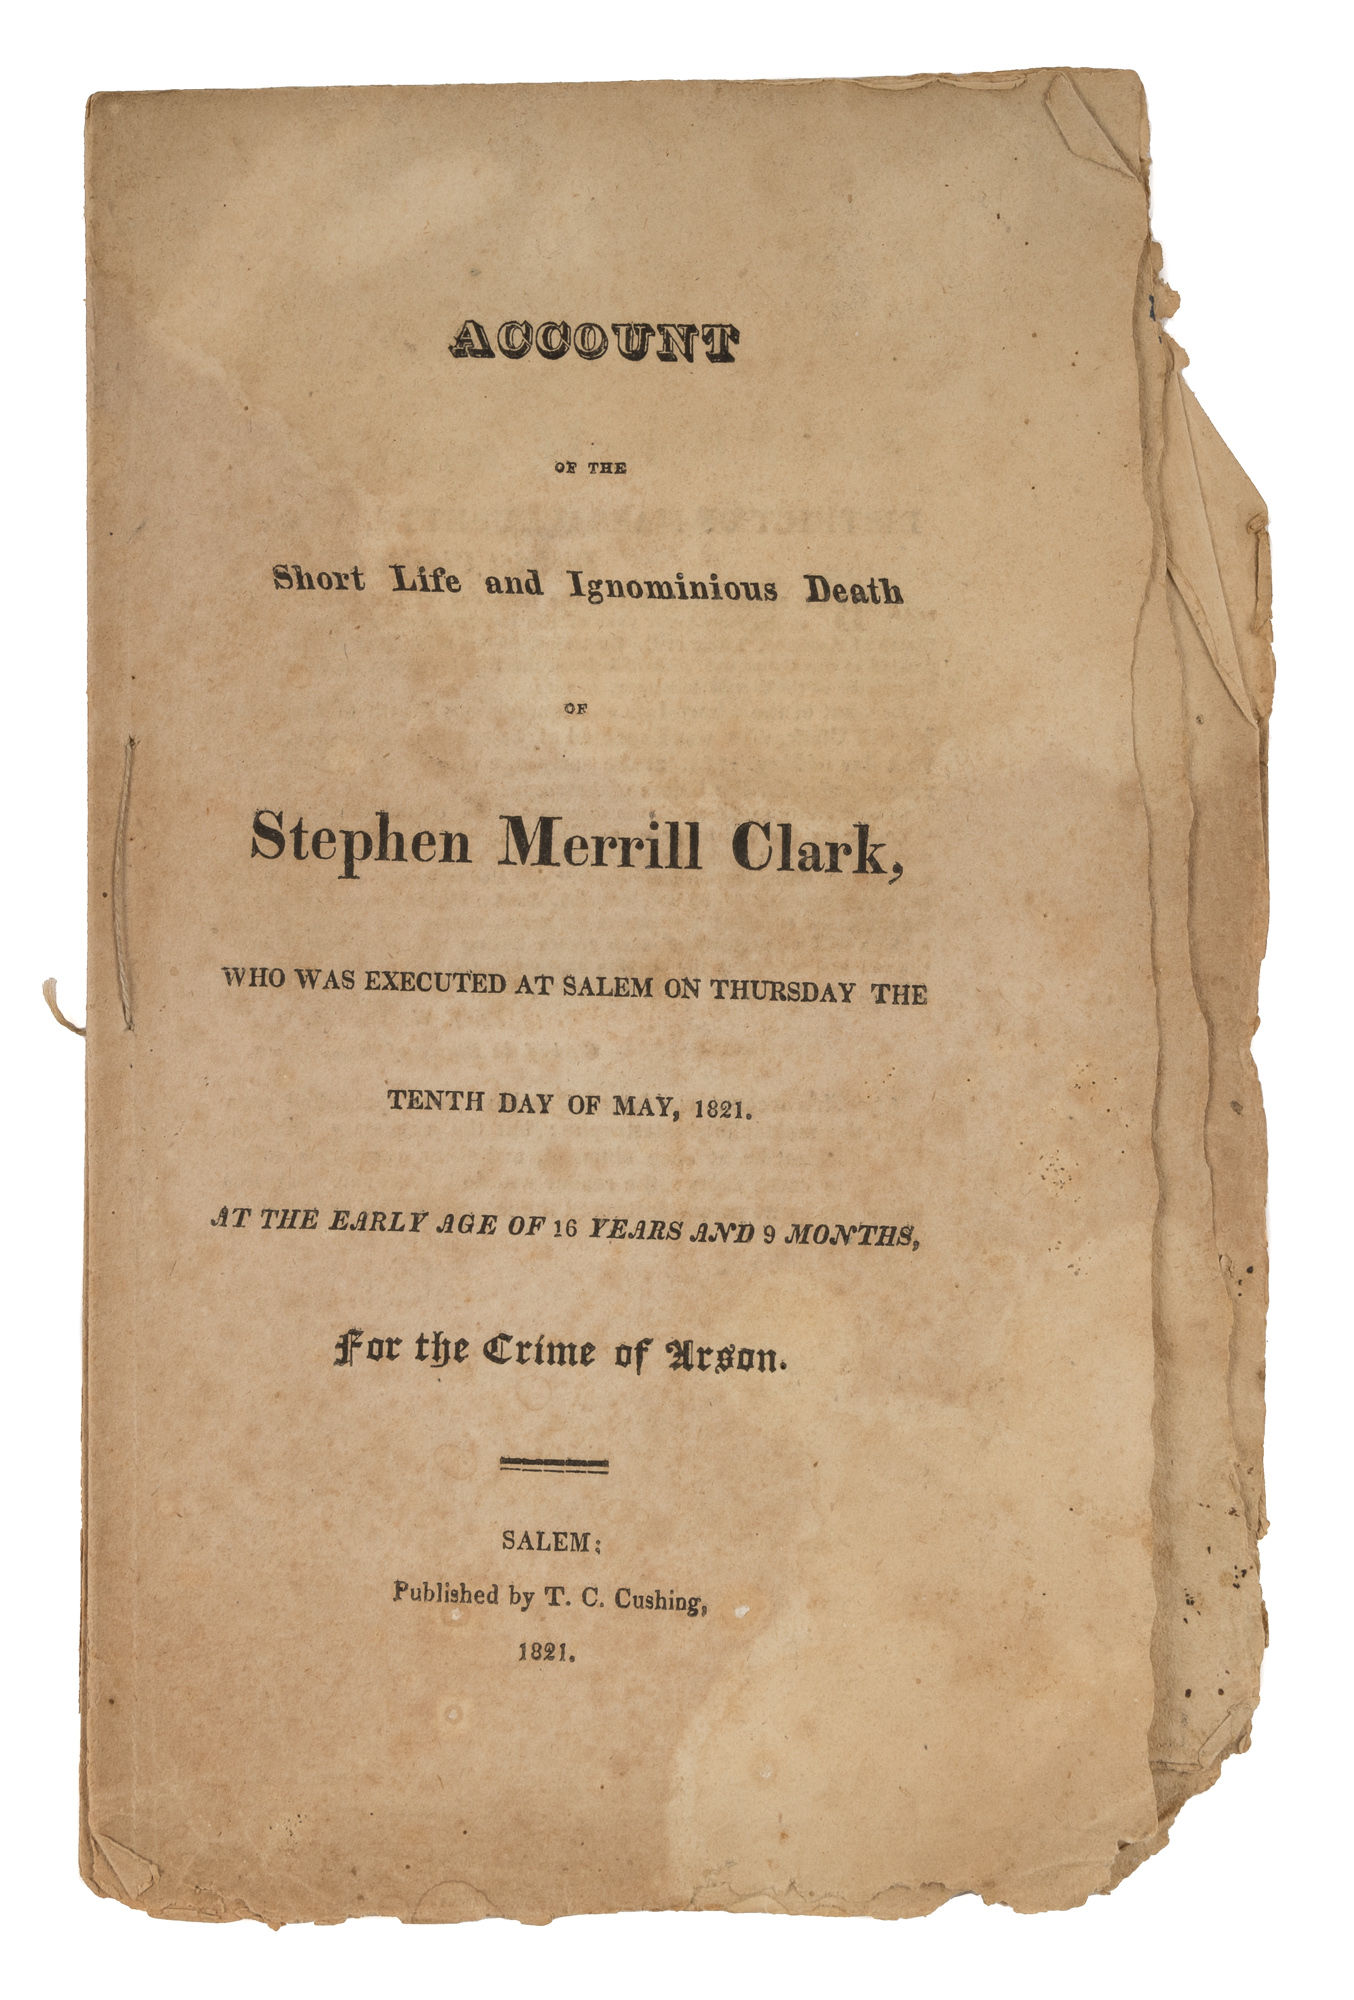 ACCOUNT
OF THE
Short Life and Ignominious Death
OF
Stephen Merrill Clark,
WHO WAS EXECUTED AT SALEM ON THURSDAY THE
TENTH DAY OF MAY, 1821.
AT THE EARLY AGE OF 16 YEARS AND 9 MONTHS,
For the Crime of Arson.
SALEM:
Published by T. C. Cushing,
1821.